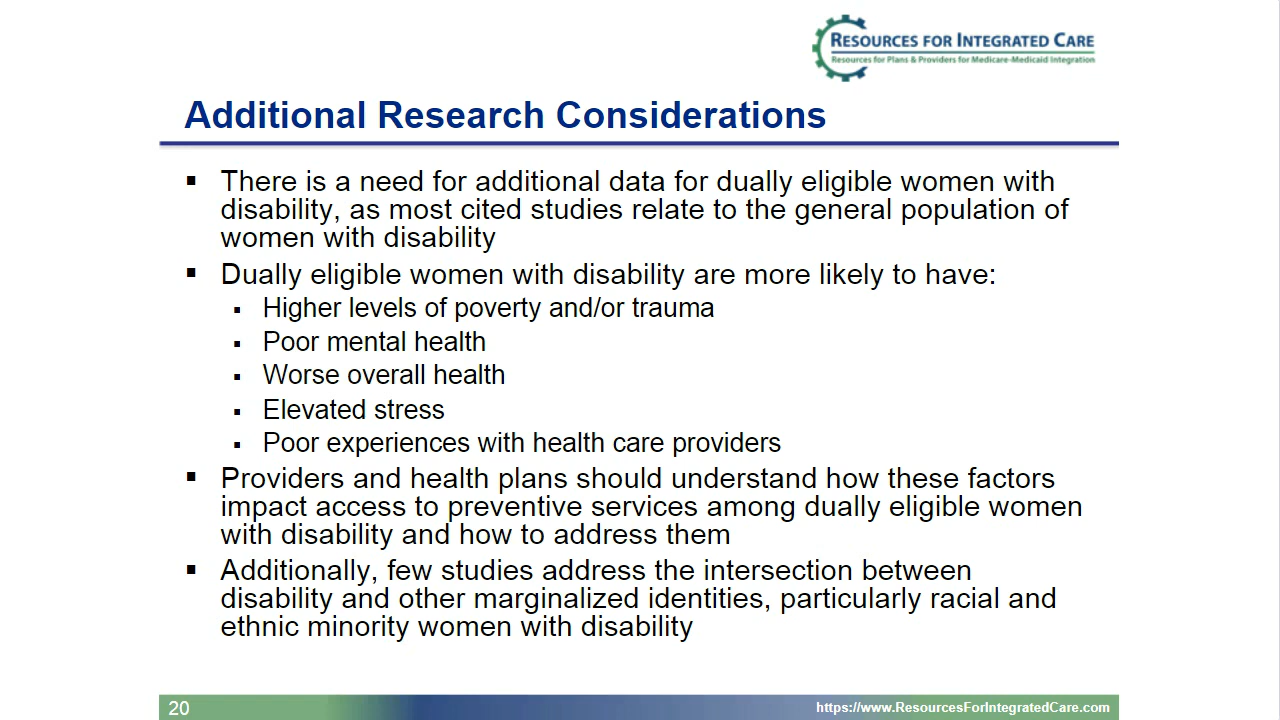 RESOURCES FOR INTEGRATED CARE
Resources for Plans & Providers for Medicare-Medicaid Integration
Additional Research Considerations
▪ There is a need for additional data for dually eligible women with
disability, as most cited studies relate to the general population of
women with disability
▪ Dually eligible women with disability are more likely to have:
▪ Higher levels of poverty and/or trauma
▪ Poor mental health
▪ Worse overall health
▪ Elevated stress
▪ Poor experiences with health care providers
▪ Providers and health plans should understand how these factors
impact access to preventive services among dually eligible women
with disability and how to address them
▪ Additionally, few studies address the intersection between
disability and other marginalized identities, particularly racial and
ethnic minority women with disability
20
https://www.ResourcesForIntegratedCare.com